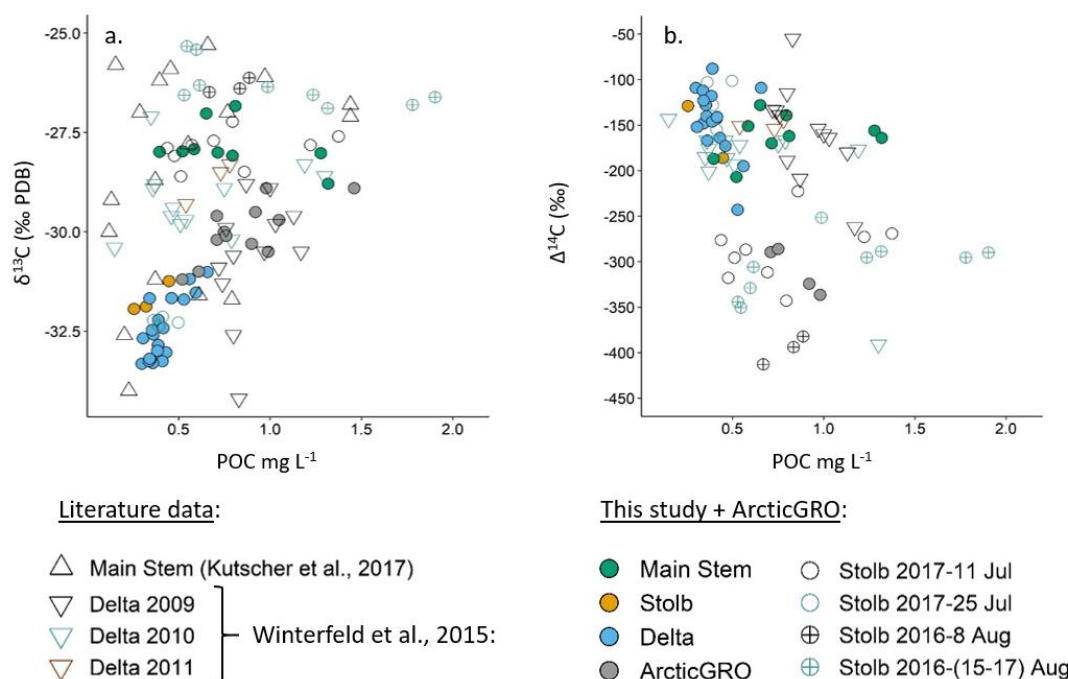 a.
-25.0
-27.5
-30.0
-32.5
δ¹³C (‰ PDB)
0.5 1.0 1.5 2.0
POC mg L⁻¹
b.
-50
-100
-150
-200
-250
-300
-350
-400
-450
Δ¹⁴C (‰)
0.5 1.0 1.5 2.0
POC mg L⁻¹
Literature data:
Main Stem (Kutscher et al., 2017)
Delta 2009
Delta 2010
Delta 2011
Winterfeld et al., 2015:
This study + ArcticGRO:
Main Stem
Stolb
Delta
ArcticGRO
Stolb 2017-11 Jul
Stolb 2017-25 Jul
Stolb 2016-8 Aug
Stolb 2016-(15-17) Aug